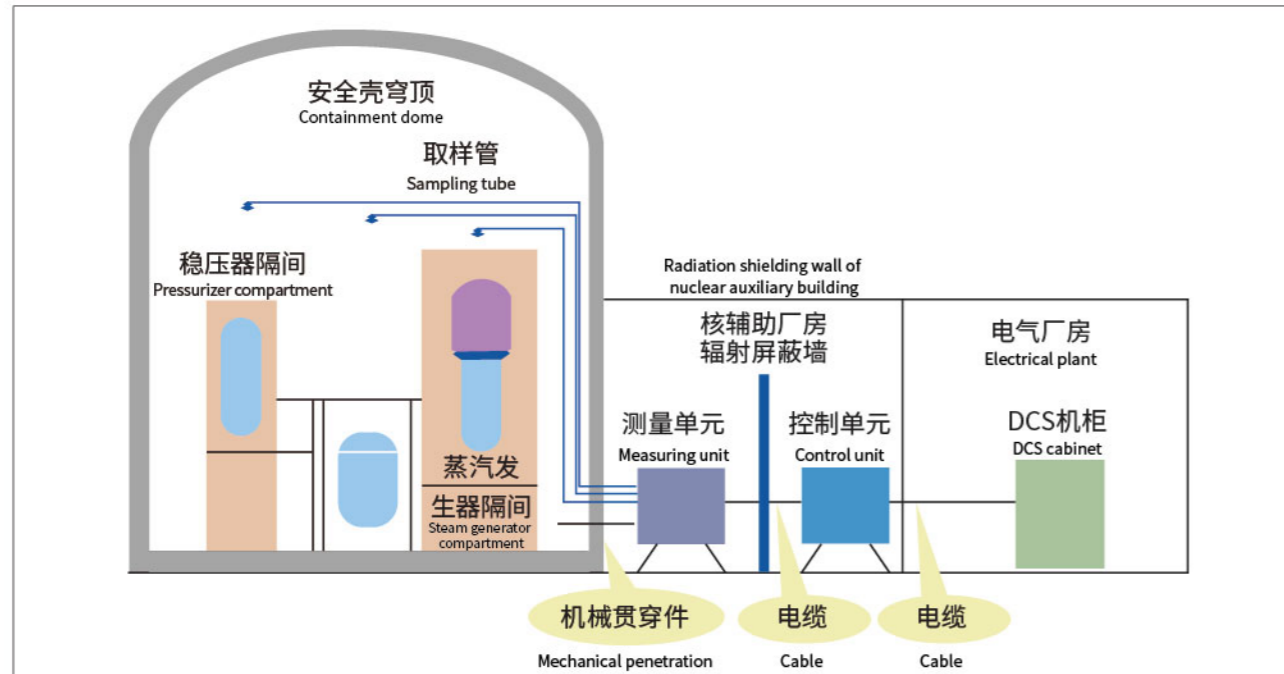 安全壳穹顶
Containment dome
取样管
Sampling tube
稳压器隔间
Pressurizer compartment
蒸汽发
生器隔间
Steam generator
compartment
Radiation shielding wall of
nuclear auxiliary building
核辅助厂房
辐射屏蔽墙
电气厂房
Electrical plant
测量单元
Measuring unit
控制单元
Control unit
DCS机柜
DCS cabinet
机械贯穿件
Mechanical penetration
电缆
Cable
电缆
Cable